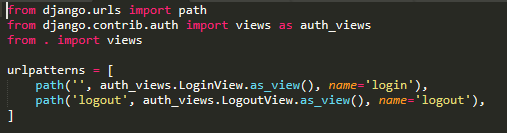 from django.urls import path
from django.contrib.auth import views as auth_views
from . import views

urlpatterns = [
    path('', auth_views.LoginView.as_view(), name='login'),
    path('logout', auth_views.LogoutView.as_view(), name='logout'),
]